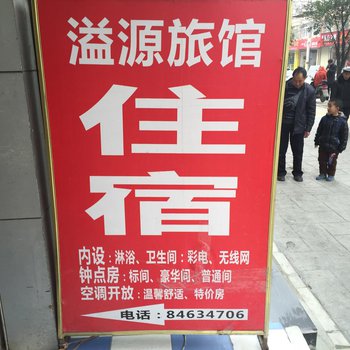 溢源旅馆
住
宿
内设：淋浴、卫生间；彩电、无线网
钟点房：标间、豪华间、普通间
空调开放：温馨舒适、特价房
电话：84634706